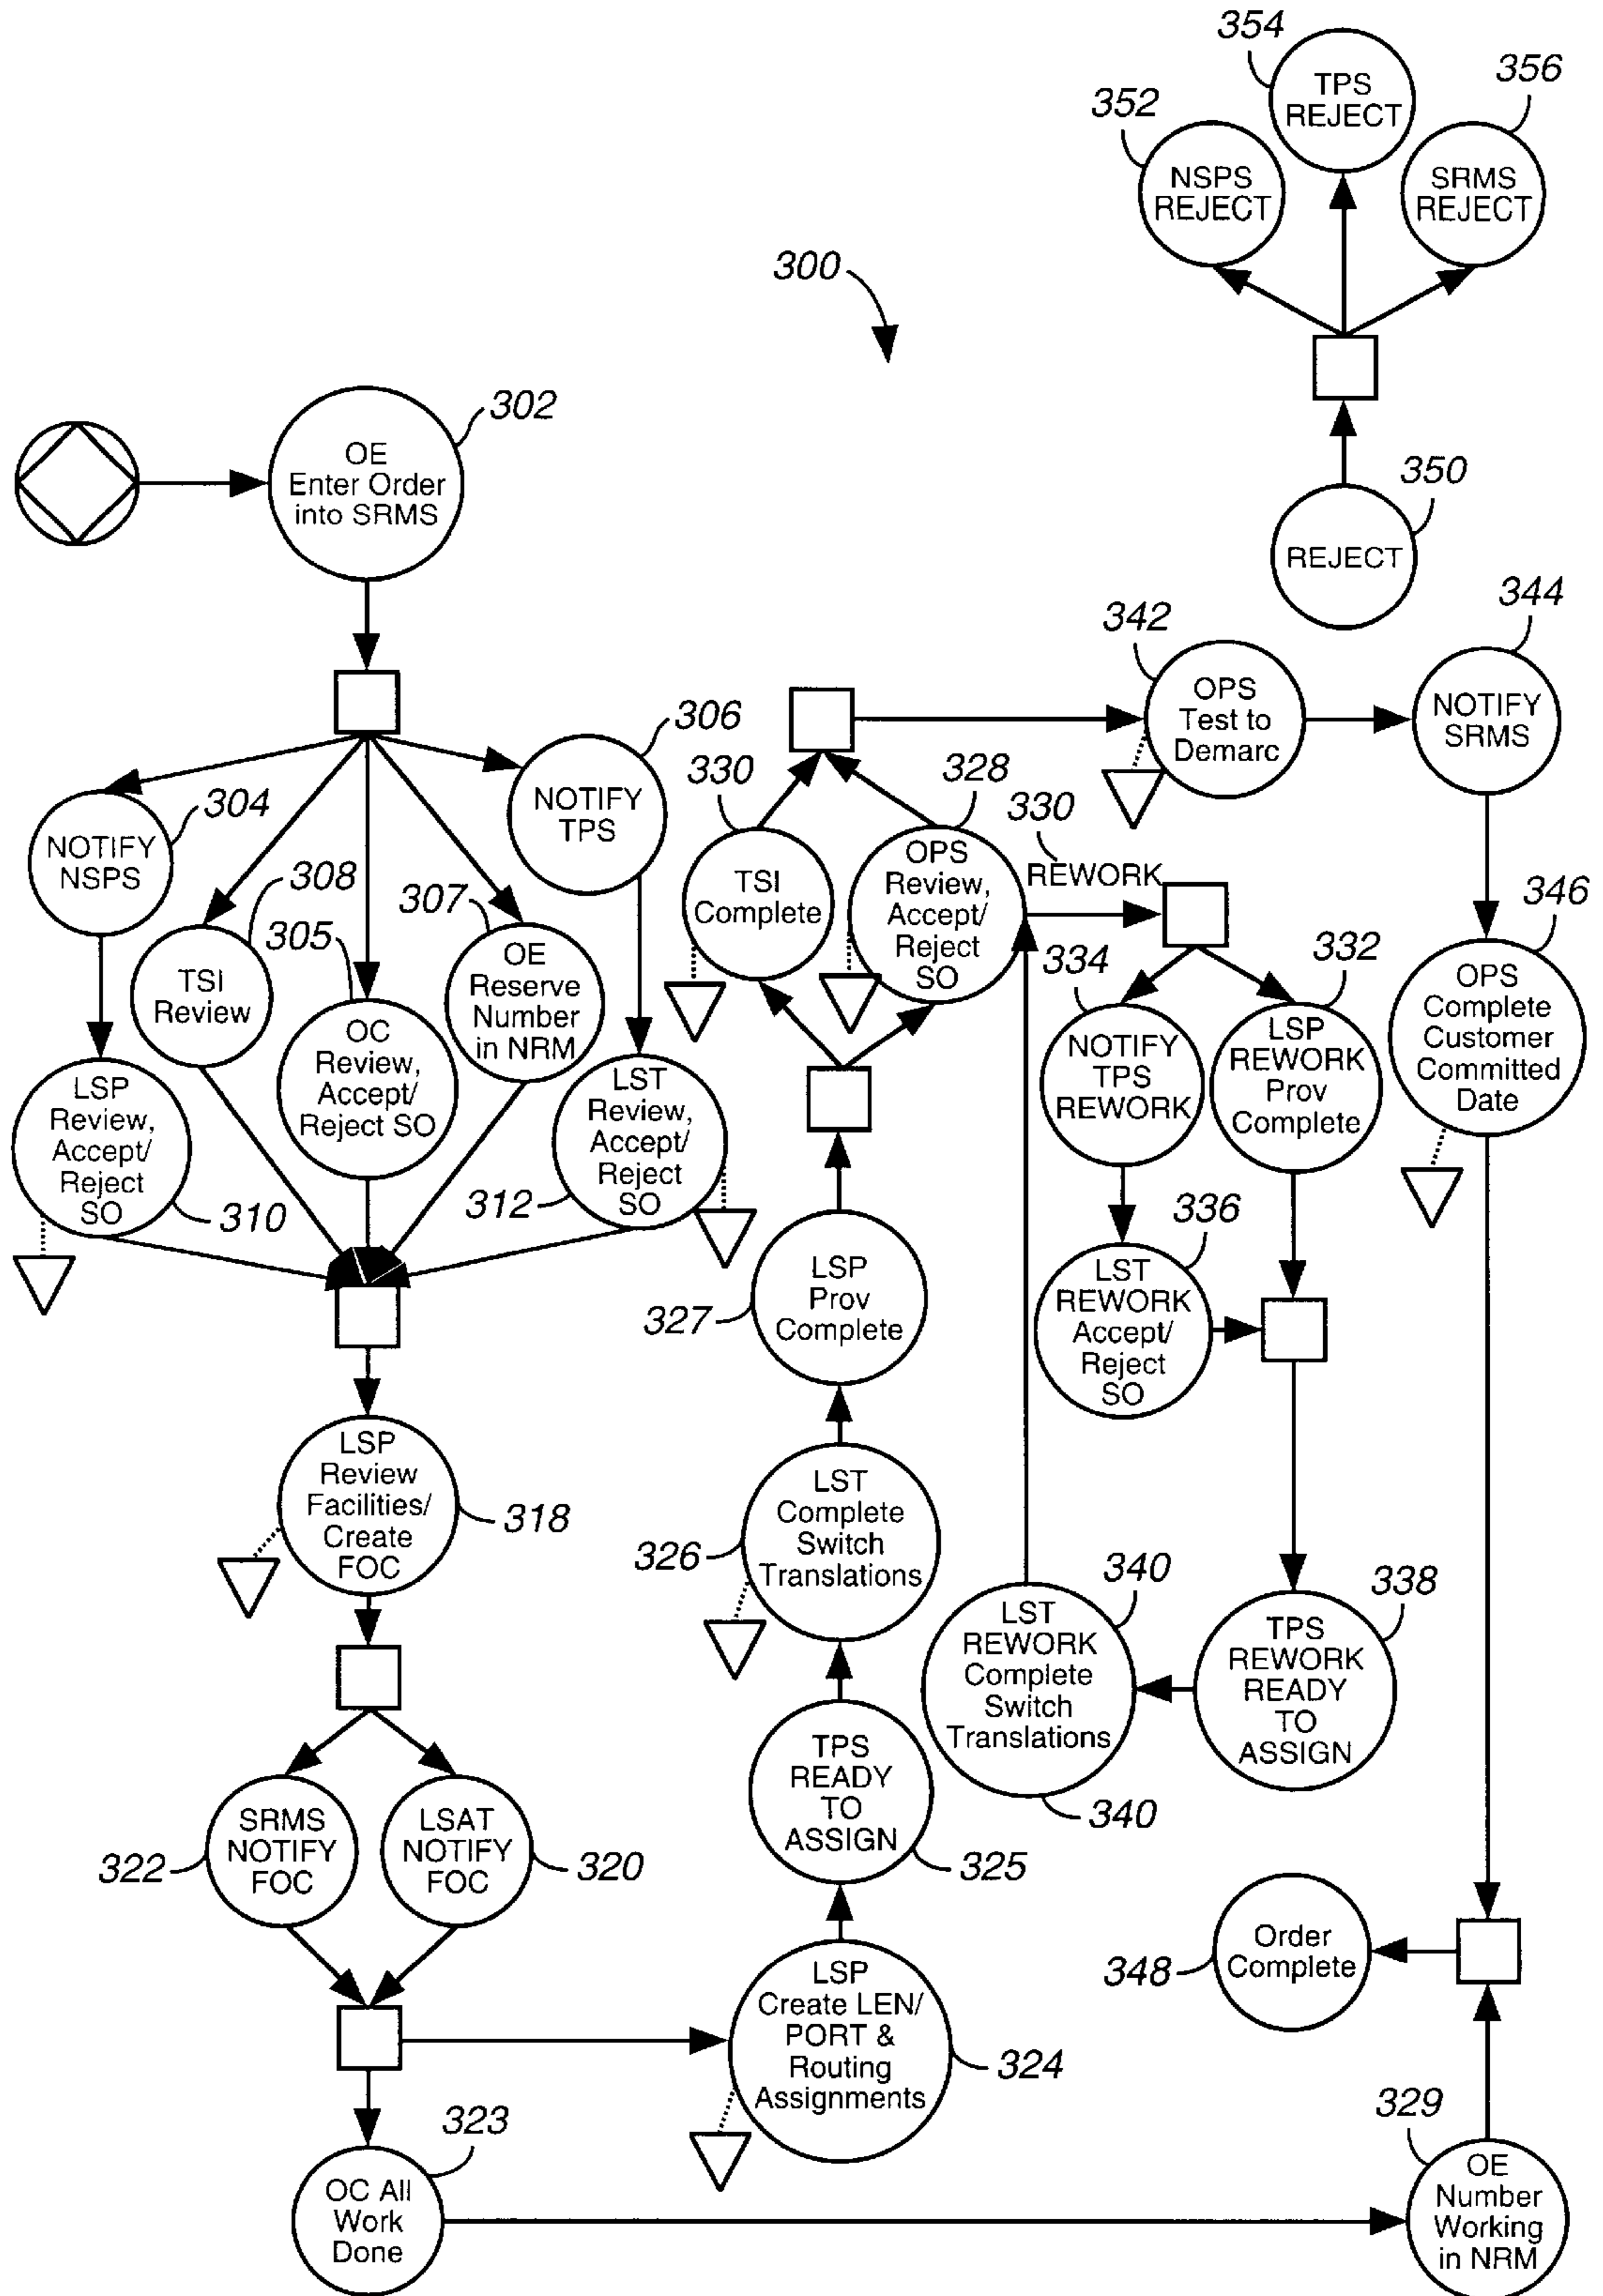 354
TPS
REJECT
356
352
NSPS
REJECT
SRMS
REJECT
300
350
REJECT
302
OE
Enter Order
into SRMS
304
NOTIFY
NSPS
308
TSI
Review
305
OC
Review,
Accept/
Reject SO
307
OE
Reserve
Number
in NRM
306
NOTIFY
TPS
LSP
Review,
Accept/
Reject
SO
310
LST
Review,
Accept/
Reject
SO
312
LSP
Review
Facilities/
Create
FOC
318
SRMS
NOTIFY
FOC
322
LSAT
NOTIFY
FOC
320
323
OC All
Work
Done
LSP
Create LEN/
PORT &
Routing
Assignments
324
TPS
READY
TO
ASSIGN
325
LST
Complete
Switch
Translations
326
LSP
Prov
Complete
327
330
TSI
Complete
328
OPS
Review,
Accept/
Reject
SO
330
REWORK
334
NOTIFY
TPS
REWORK
332
LSP
REWORK
Prov
Complete
336
LST
REWORK
Accept/
Reject
SO
338
TPS
REWORK
READY
TO
ASSIGN
340
LST
REWORK
Complete
Switch
Translations
340
342
OPS
Test to
Demarc
344
NOTIFY
SRMS
346
OPS
Complete
Customer
Committed
Date
Order
Complete
348
329
OE
Number
Working
in NRM